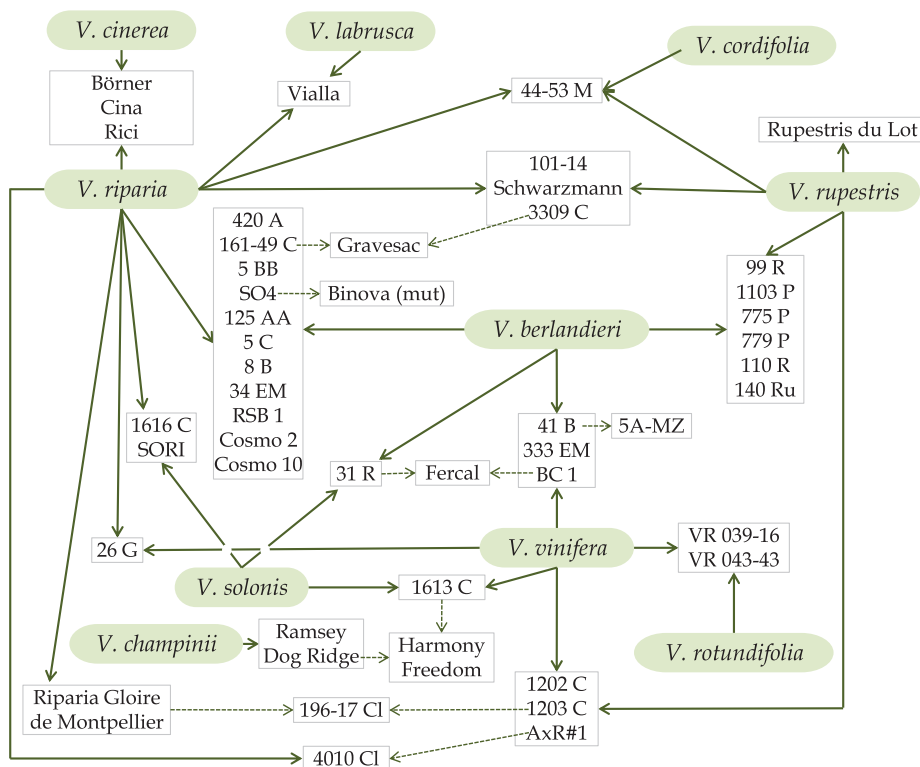 V. cinerea
V. labrusca
V. cordifolia
Börner
Cina
Rici
Vialla
44-53 M
Rupestris du Lot
V. riparia
101-14
Schwarzmann
3309 C
V. rupestris
420 A
161-49 C
5 BB
SO4
125 AA
5 C
8 B
34 EM
RSB 1
Cosmo 2
Cosmo 10
Gravesac
Binova (mut)
V. berlandieri
99 R
1103 P
775 P
779 P
110 R
140 Ru
1616 C
SORI
31 R
Fercal
41 B
333 EM
BC 1
5A-MZ
26 G
V. vinifera
VR 039-16
VR 043-43
V. solonis
1613 C
V. champinii
Ramsey
Dog Ridge
Harmony
Freedom
V. rotundifolia
Riparia Gloire
de Montpellier
196-17 Cl
1202 C
1203 C
AxR#1
4010 Cl